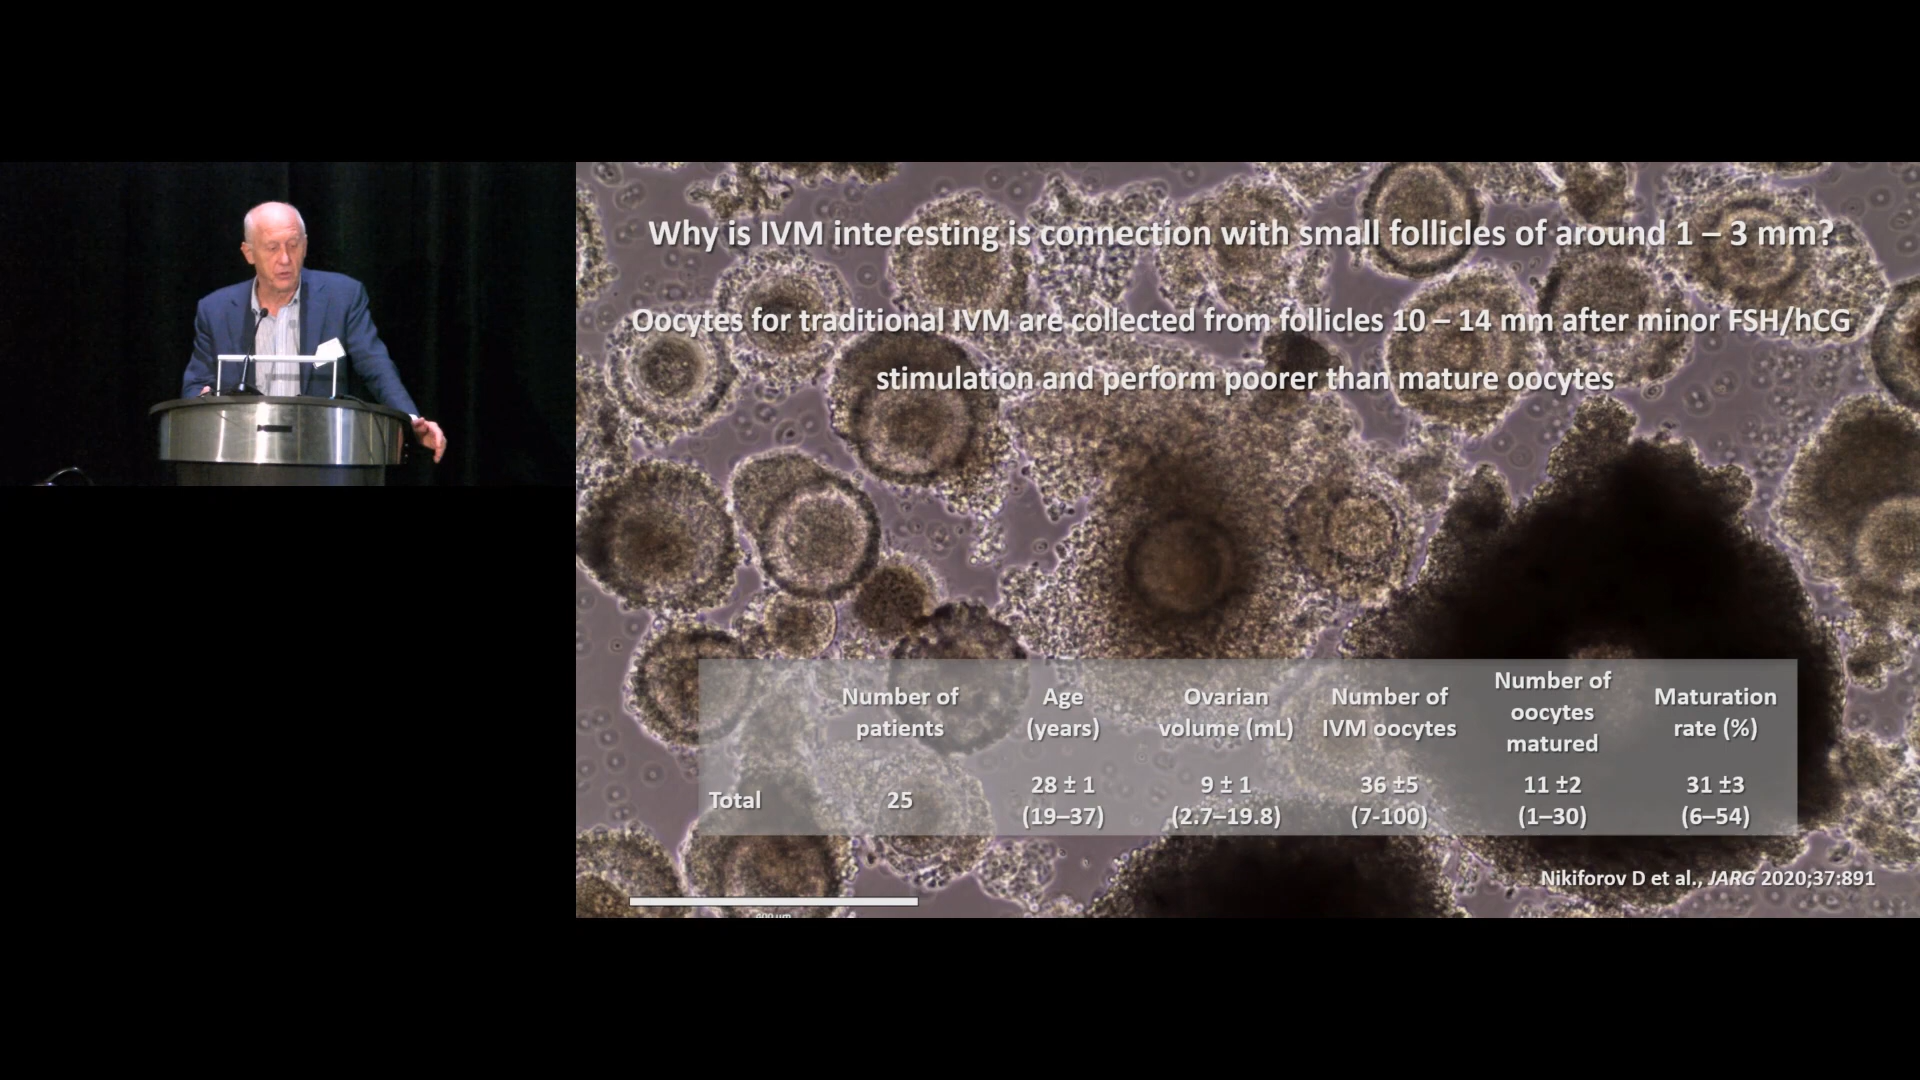 Why is IVM interesting is connection with small follicles of around 1 – 3 mm?
Oocytes for traditional IVM are collected from follicles 10 – 14 mm after minor FSH/hCG
stimulation and perform poorer than mature oocytes
Number of patients
Age (years)
Ovarian volume (mL)
Number of IVM oocytes
Number of oocytes matured
Maturation rate (%)
Total
25
28 ± 1 (19–37)
9 ± 1 (2.7–19.8)
36 ±5 (7-100)
11 ±2 (1–30)
31 ±3 (6–54)
Nikiforov D et al., JARG 2020;37:891
400 µm